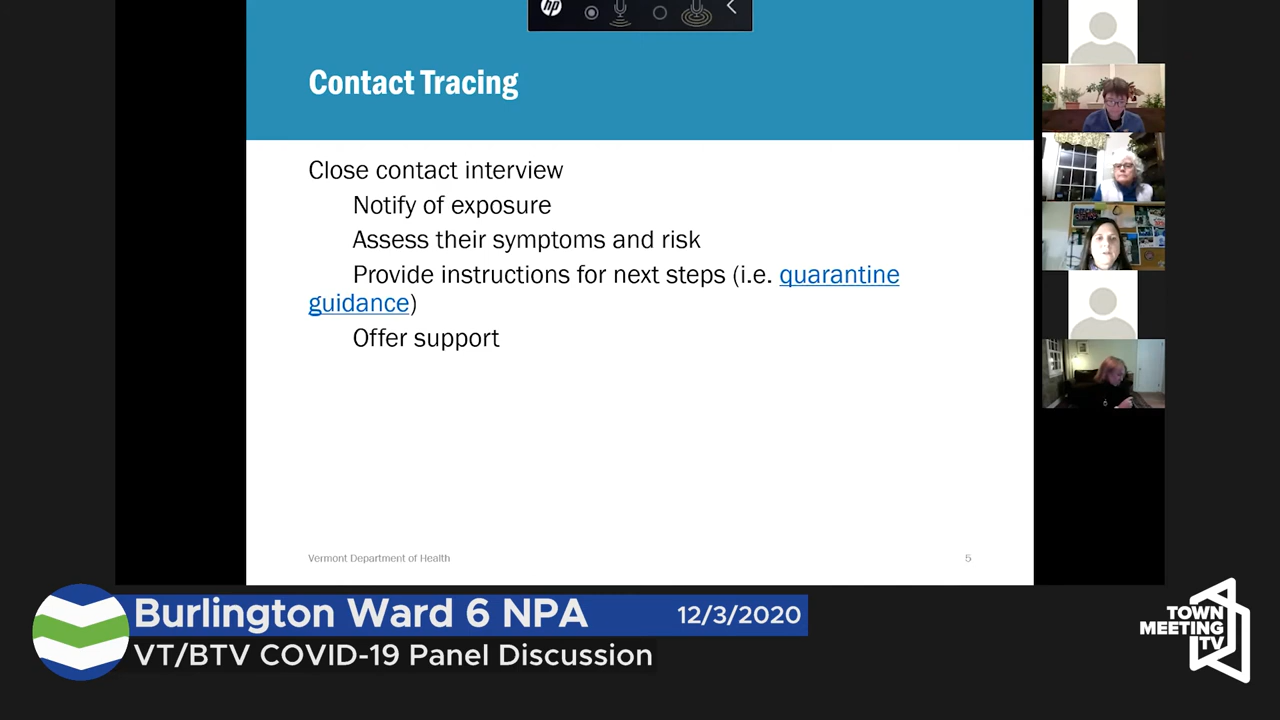 hp
Contact Tracing
Close contact interview
Notify of exposure
Assess their symptoms and risk
Provide instructions for next steps (i.e. quarantine
guidance)
Offer support
Vermont Department of Health
5
Burlington Ward 6 NPA
12/3/2020
VT/BTV COVID-19 Panel Discussion
TOWN
MEETING
TV